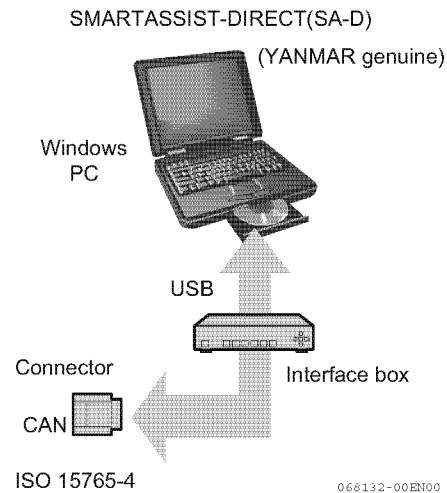 SMARTASSIST-DIRECT(SA-D)
(YANMAR genuine)
Windows
PC
USB
Interface box
Connector
CAN
ISO 15765-4
068132-00EN00